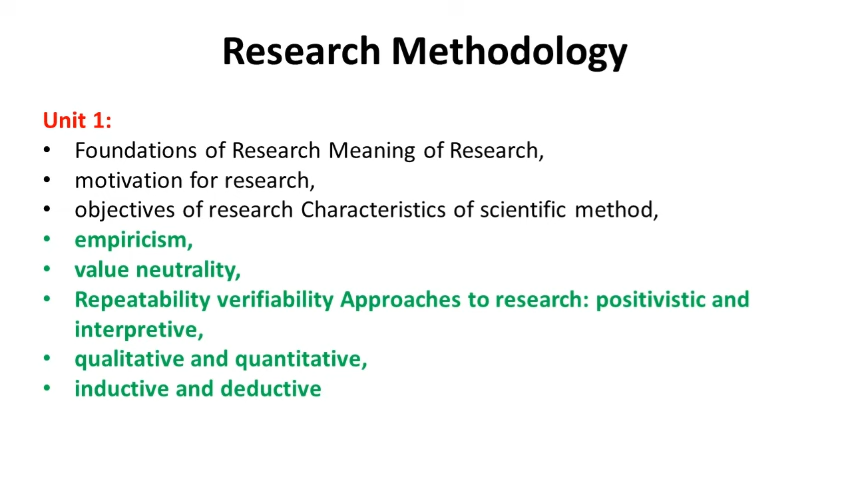 Research Methodology
Unit 1:
• Foundations of Research Meaning of Research,
• motivation for research,
• objectives of research Characteristics of scientific method,
• empiricism,
• value neutrality,
• Repeatability verifiability Approaches to research: positivistic and
interpretive,
• qualitative and quantitative,
• inductive and deductive